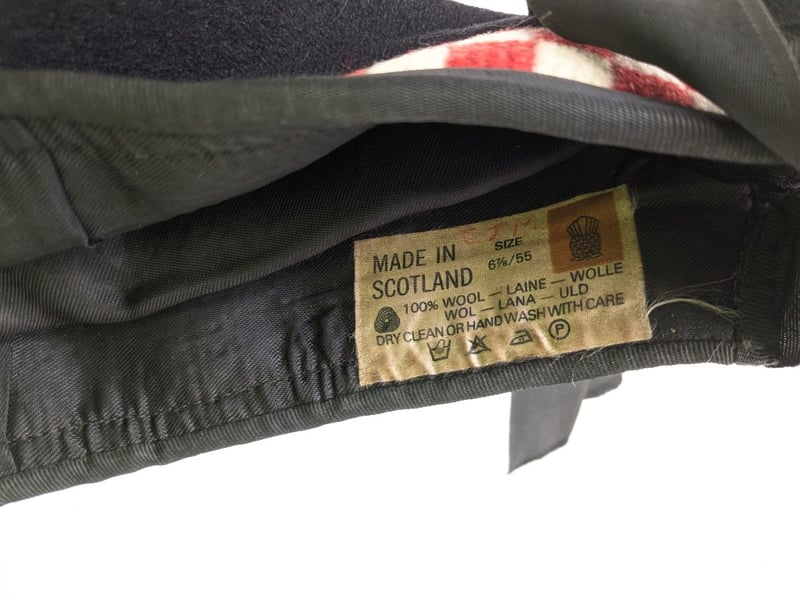 MADE IN
SCOTLAND
SIZE
6⅞/55
100% WOOL — LAINE — WOLLE
WOL — LANA — ULD
DRY CLEAN OR HAND WASH WITH CARE
P